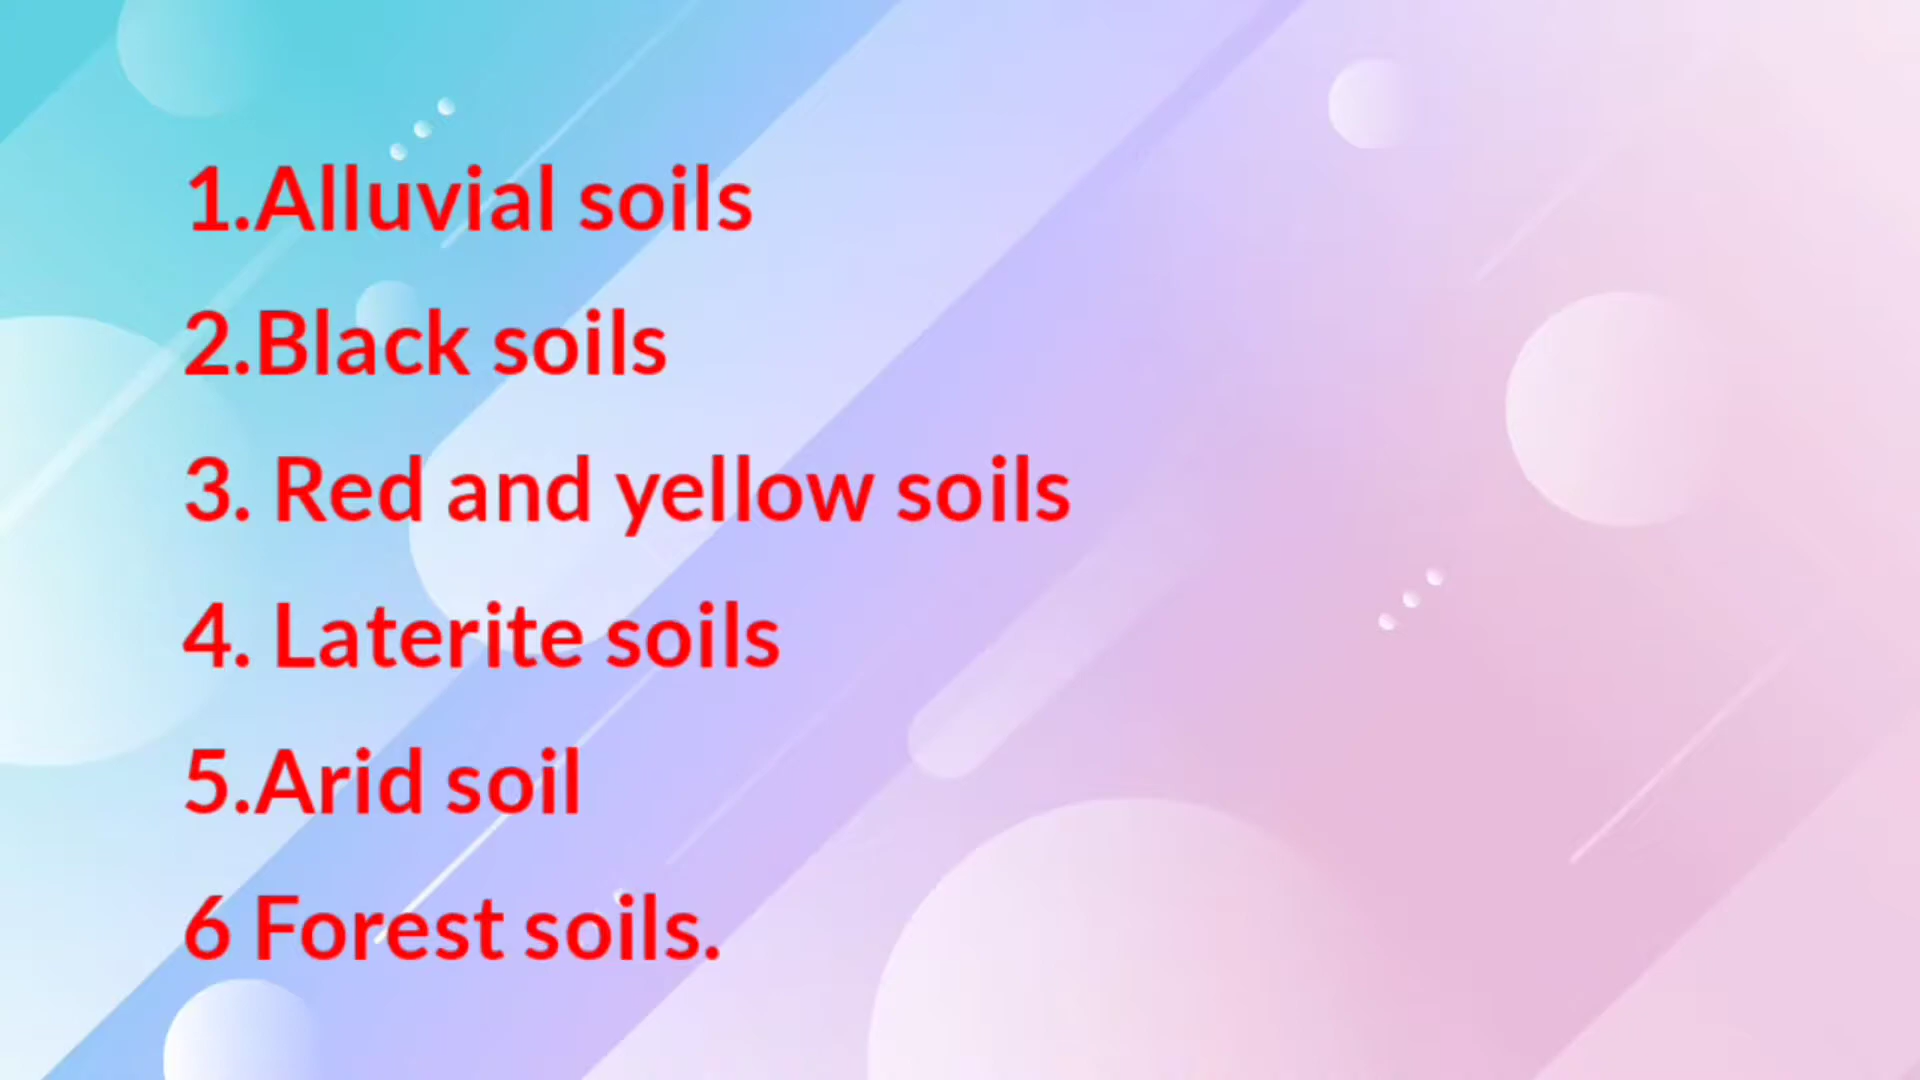 1.Alluvial soils
2.Black soils
3. Red and yellow soils
4. Laterite soils
5.Arid soil
6 Forest soils.